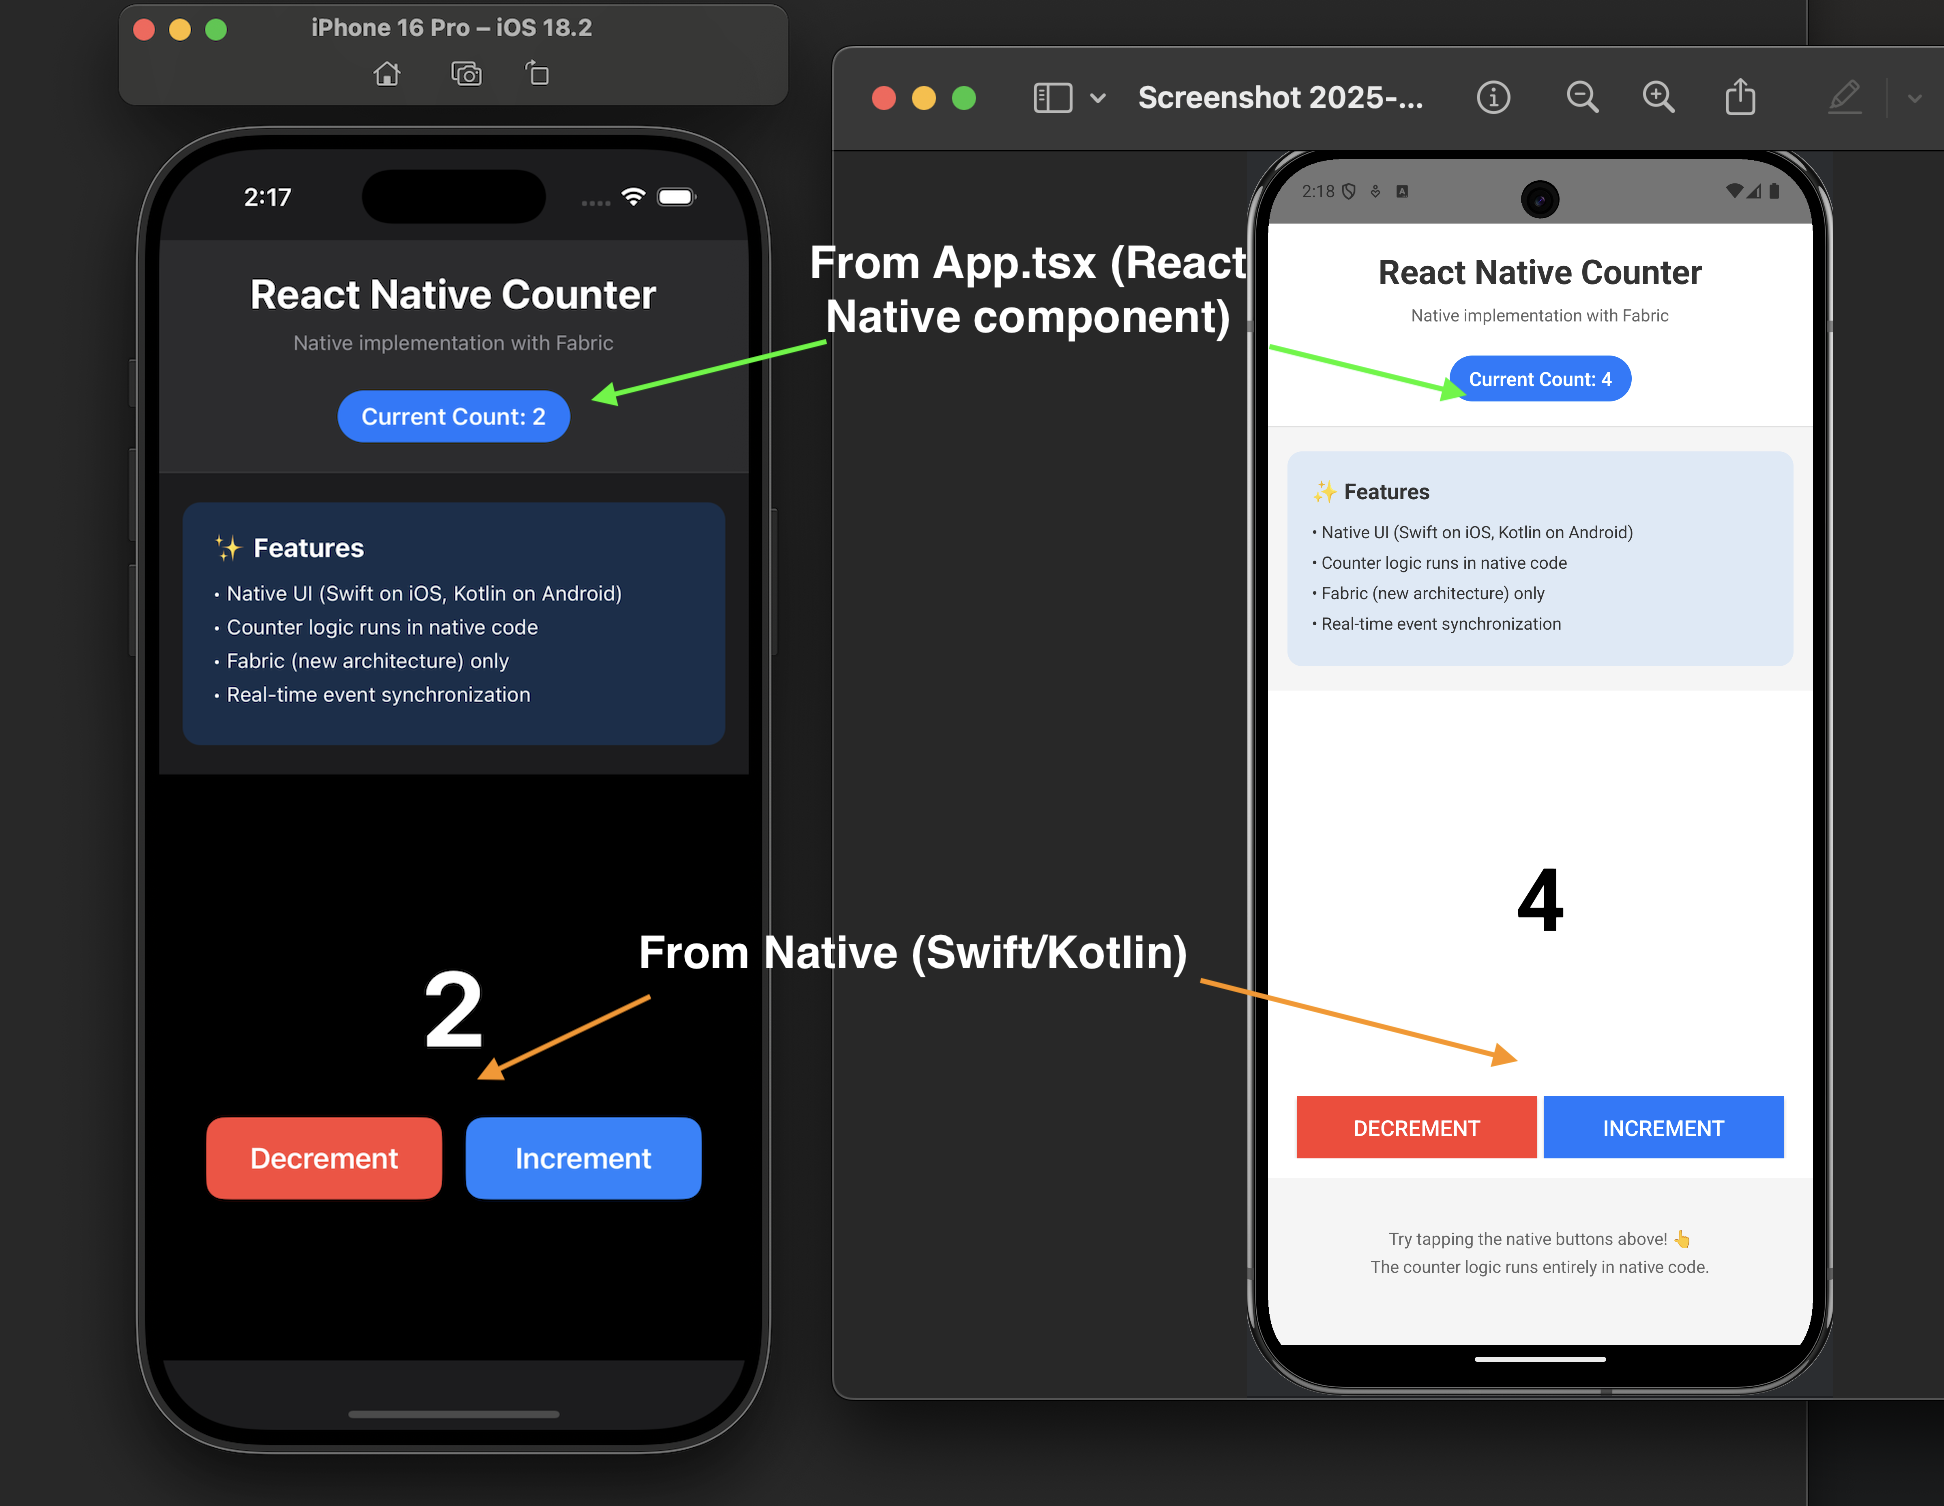 iPhone 16 Pro – iOS 18.2
Screenshot 2025-...
2:17
React Native Counter
Native implementation with Fabric
Current Count: 2
✨ Features
• Native UI (Swift on iOS, Kotlin on Android)
• Counter logic runs in native code
• Fabric (new architecture) only
• Real-time event synchronization
2
Decrement
Increment
From App.tsx (React
Native component)
From Native (Swift/Kotlin)
2:18
React Native Counter
Native implementation with Fabric
Current Count: 4
✨ Features
• Native UI (Swift on iOS, Kotlin on Android)
• Counter logic runs in native code
• Fabric (new architecture) only
• Real-time event synchronization
4
DECREMENT
INCREMENT
Try tapping the native buttons above! 👆
The counter logic runs entirely in native code.